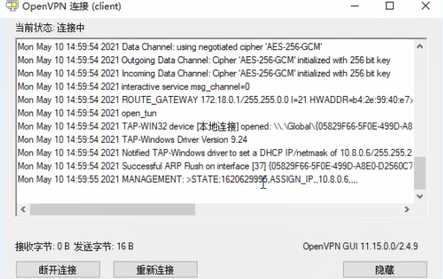 OpenVPN 连接 (client)
当前状态: 连接中
Mon May 10 14:59:54 2021 Data Channel: using negotiated cipher 'AES-256-GCM'
Mon May 10 14:59:54 2021 Outgoing Data Channel: Cipher 'AES-256-GCM' initialized with 256 bit key
Mon May 10 14:59:54 2021 Incoming Data Channel: Cipher 'AES-256-GCM' initialized with 256 bit key
Mon May 10 14:59:54 2021 interactive service msg_channel=0
Mon May 10 14:59:54 2021 ROUTE_GATEWAY 172.18.0.1/255.255.0.0 I=21 HWADDR=b4:2e:99:40:e7:
Mon May 10 14:59:54 2021 open_tun
Mon May 10 14:59:54 2021 TAP-WIN32 device [本地连接] opened: \\.\Global\{05829F66-5F0E-499D-A8
Mon May 10 14:59:54 2021 TAP-Windows Driver Version 9.24
Mon May 10 14:59:54 2021 Notified TAP-Windows driver to set a DHCP IP/netmask of 10.8.0.6/255.255.2
Mon May 10 14:59:54 2021 Successful ARP Flush on interface [37] {05829F66-5F0E-499D-A8E0-D2560C7
Mon May 10 14:59:55 2021 MANAGEMENT: >STATE:1620629995,ASSIGN_IP,,10.8.0.6,,,,
接收字节: 0 B 发送字节: 16 B
OpenVPN GUI 11.15.0.0/2.4.9
断开连接
重新连接
隐藏